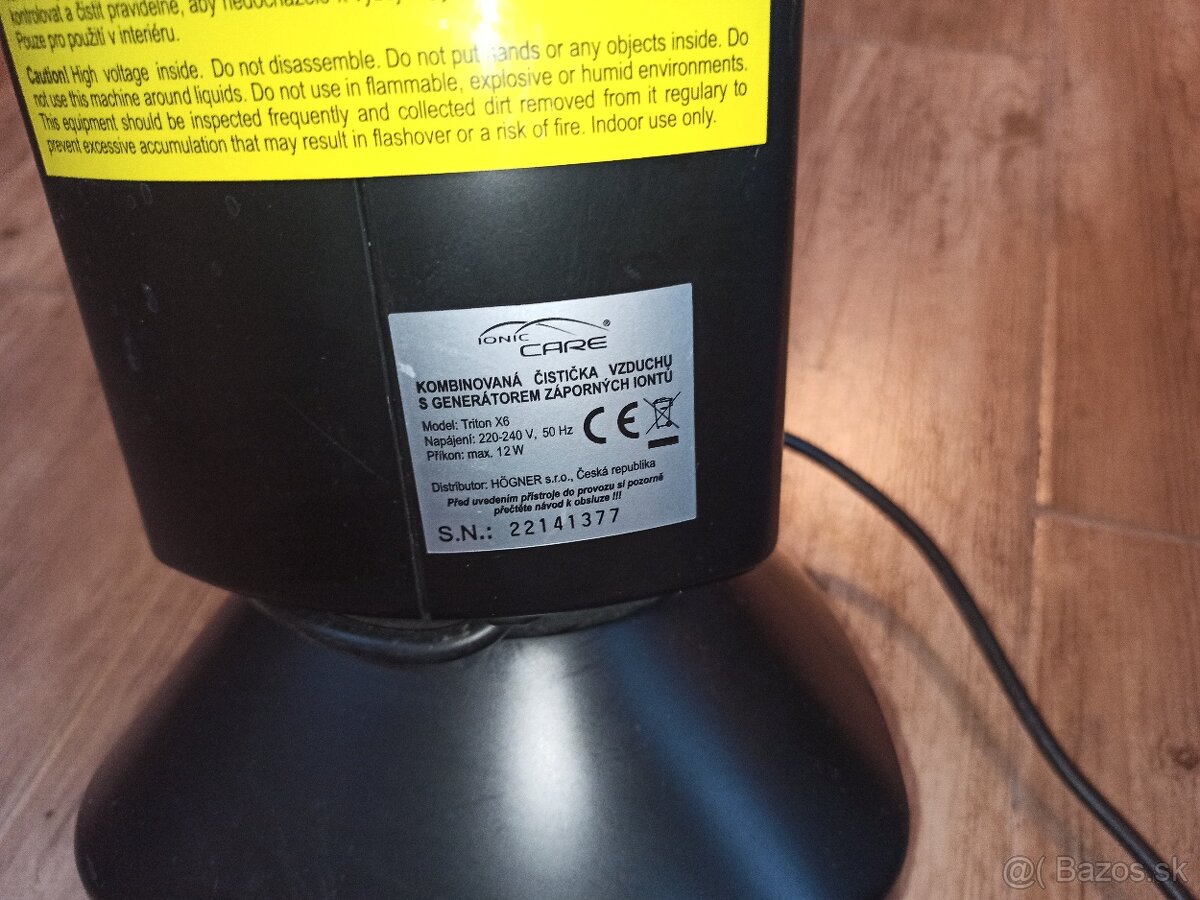 kontrolovat a čistit pravidelně, aby nedocházelo k
Pouze pro použití v interiéru.
Caution! High voltage inside. Do not disassemble. Do not put hands or any objects inside. Do
not use this machine around liquids. Do not use in flammable, explosive or humid environments.
This equipment should be inspected frequently and collected dirt removed from it regulary to
prevent excessive accumulation that may result in flashover or a risk of fire. Indoor use only.
IONIC ®
CARE
KOMBINOVANÁ ČISTIČKA VZDUCHU
S GENERÁTOREM ZÁPORNÝCH IONTŮ
Model: Triton X6
Napájení: 220-240 V, 50 Hz
Příkon: max. 12 W
CE
Distributor: HÖGNER s.r.o., Česká republika
Před uvedením přístroje do provozu si pozorně
přečtěte návod k obsluze !!!
S.N.: 22141377
@( Bazos.sk